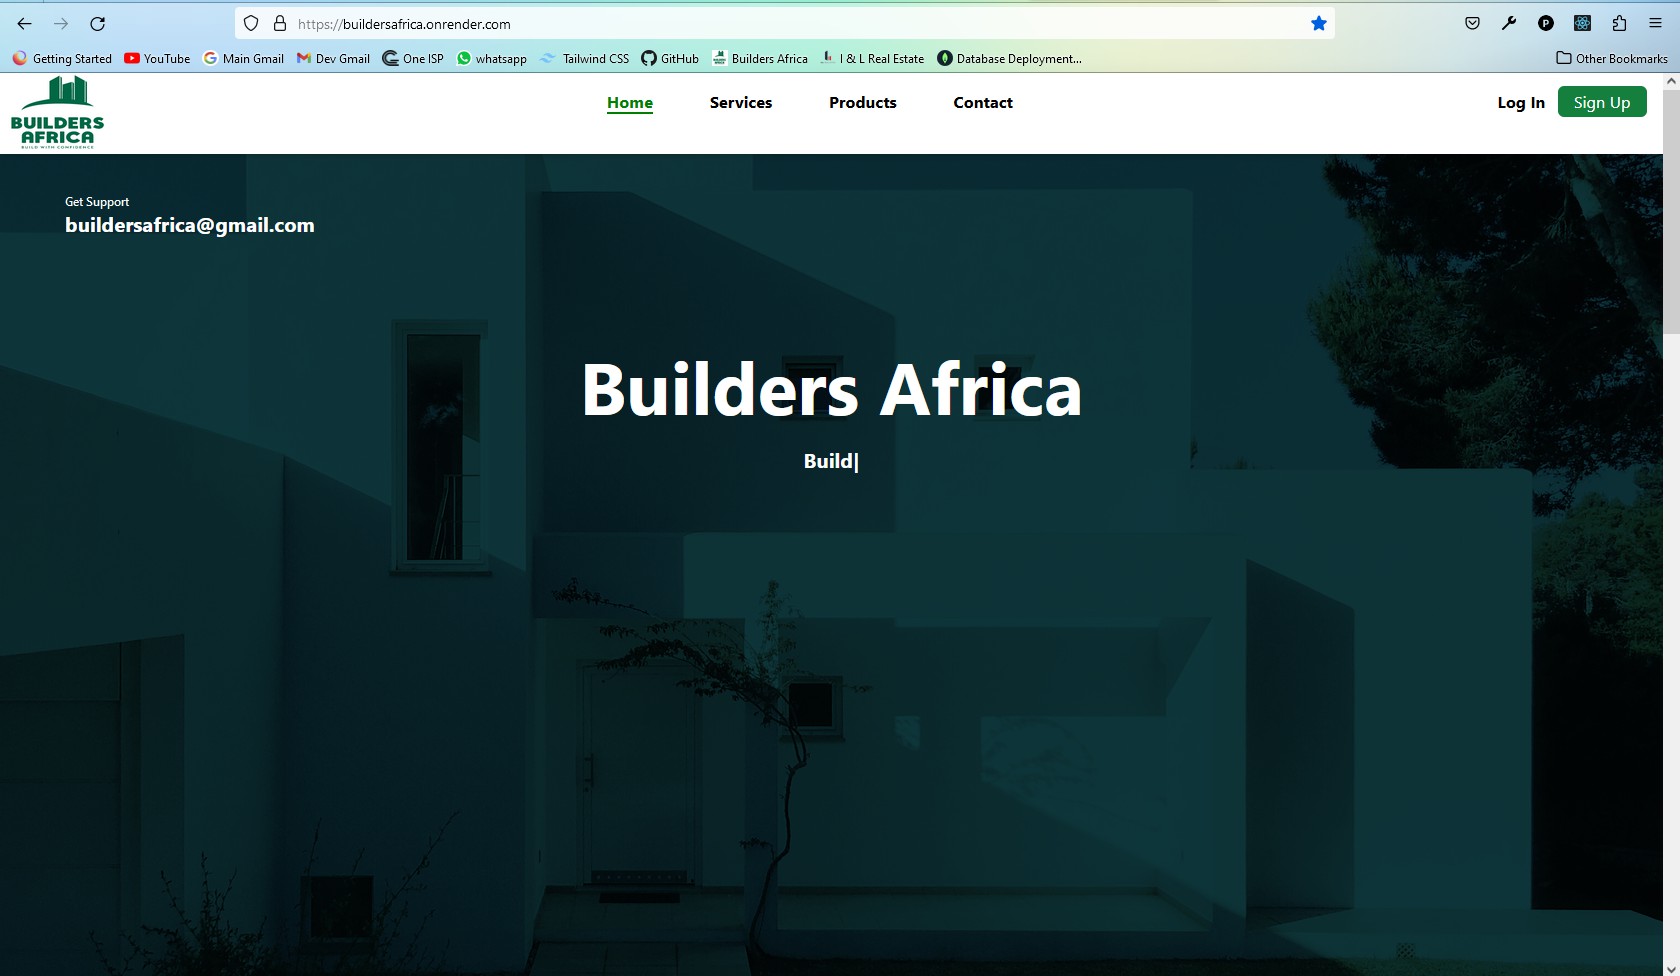 https://buildersafrica.onrender.com
Getting Started
YouTube
Main Gmail
Dev Gmail
One ISP
whatsapp
Tailwind CSS
GitHub
Builders Africa
I & L Real Estate
Database Deployment...
Other Bookmarks
BUILDERS
AFRICA
BUILD WITH CONFIDENCE
Home
Services
Products
Contact
Log In
Sign Up
Get Support
buildersafrica@gmail.com
Builders Africa
Build|